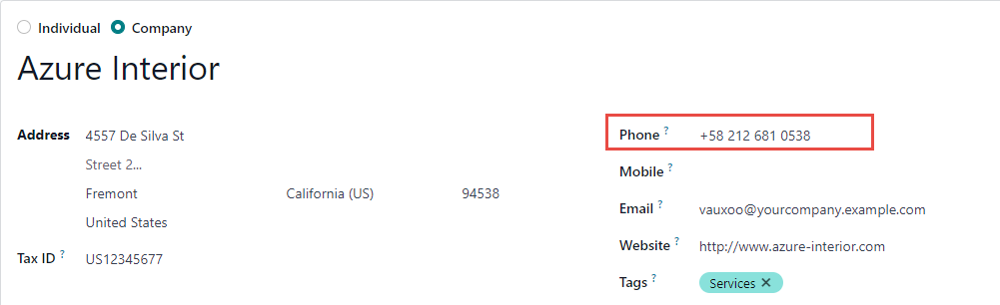 Individual Company
Azure Interior
Address 4557 De Silva St
Street 2...
Fremont California (US) 94538
United States
Tax ID ? US12345677
Phone ? +58 212 681 0538
Mobile ?
Email ? vauxoo@yourcompany.example.com
Website ? http://www.azure-interior.com
Tags ? Services ✕